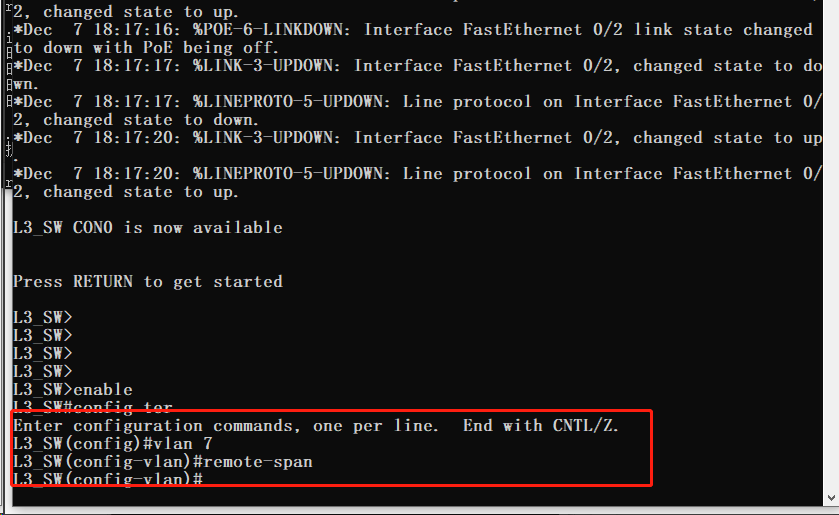 2, changed state to up.
*Dec  7 18:17:16: %POE-6-LINKDOWN: Interface FastEthernet 0/2 link state changed
to down with PoE being off.
*Dec  7 18:17:17: %LINK-3-UPDOWN: Interface FastEthernet 0/2, changed state to do
wn.
*Dec  7 18:17:17: %LINEPROTO-5-UPDOWN: Line protocol on Interface FastEthernet 0/
2, changed state to down.
*Dec  7 18:17:20: %LINK-3-UPDOWN: Interface FastEthernet 0/2, changed state to up
.
*Dec  7 18:17:20: %LINEPROTO-5-UPDOWN: Line protocol on Interface FastEthernet 0/
2, changed state to up.
L3_SW CON0 is now available
Press RETURN to get started
L3_SW>
L3_SW>
L3_SW>
L3_SW>
L3_SW>enable
L3_SW#config ter
Enter configuration commands, one per line.  End with CNTL/Z.
L3_SW(config)#vlan 7
L3_SW(config-vlan)#remote-span
L3_SW(config-vlan)#